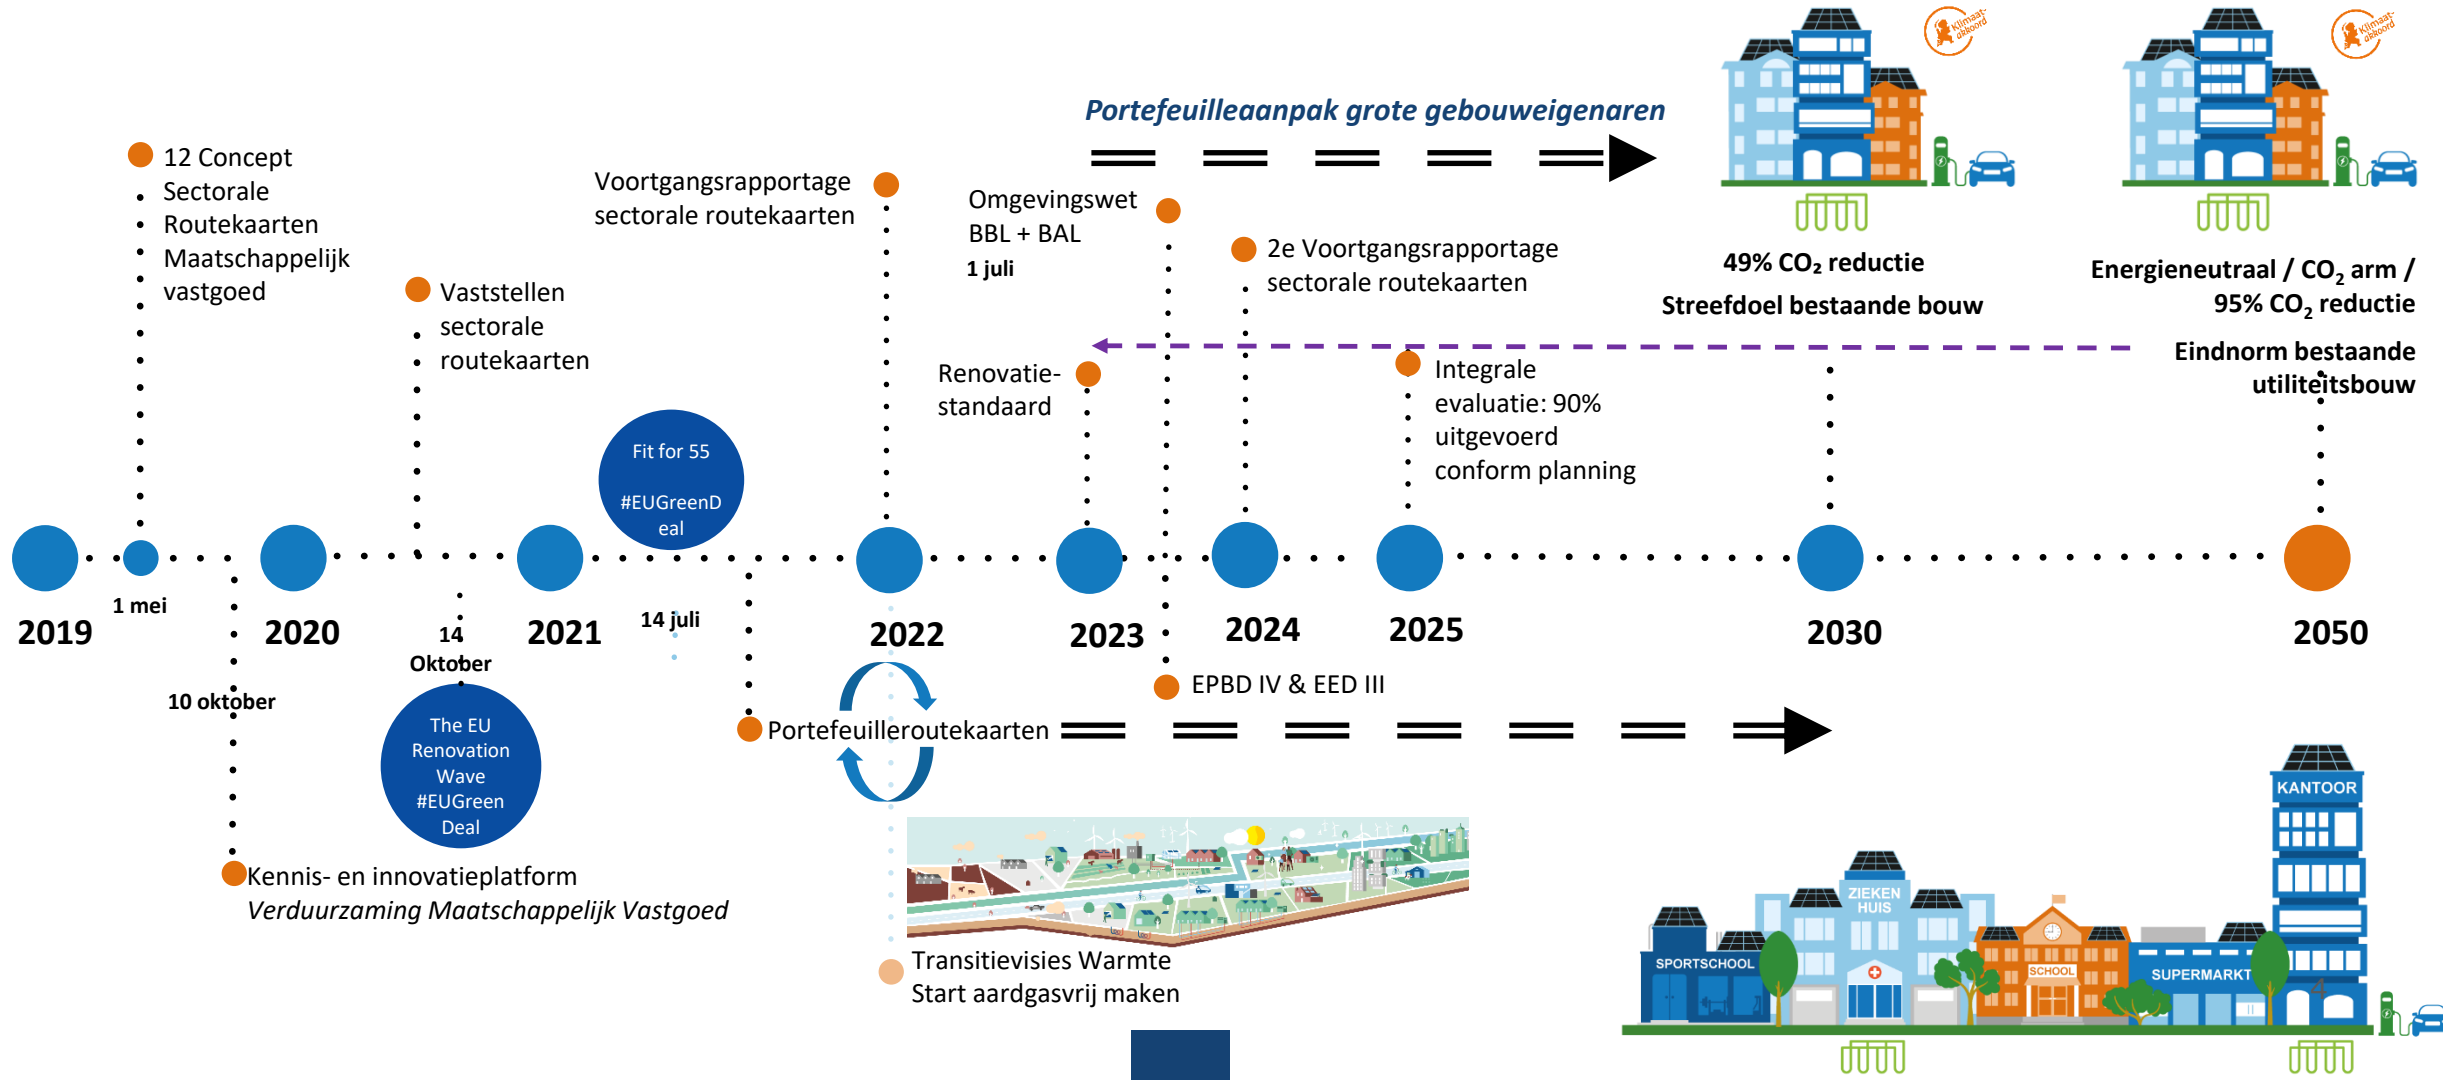 Klimaat-
akkoord
Klimaat-
akkoord
Portefeuilleaanpak grote gebouweigenaren
12 Concept
Sectorale
Routekaarten
Maatschappelijk
vastgoed
Vaststellen
sectorale
routekaarten
Voortgangsrapportage
sectorale routekaarten
Omgevingswet
BBL + BAL
1 juli
2e Voortgangsrapportage
sectorale routekaarten
49% CO₂ reductie
Streefdoel bestaande bouw
Energieneutraal / CO₂ arm /
95% CO₂ reductie
Eindnorm bestaande
utiliteitsbouw
Renovatie-
standaard
Integrale
evaluatie: 90%
uitgevoerd
conform planning
Fit for 55
#EUGreenD
eal
2019
1 mei
2020
14
Oktober
2021
14 juli
2022
2023
2024
2025
2030
2050
10 oktober
The EU
Renovation
Wave
#EUGreen
Deal
EPBD IV & EED III
Portefeuilleroutekaarten
Kennis- en innovatieplatform
Verduurzaming Maatschappelijk Vastgoed
Transitievisies Warmte
Start aardgasvrij maken
SPORTSCHOOL
ZIEKEN
HUIS
SCHOOL
SUPERMARKT
KANTOOR
4